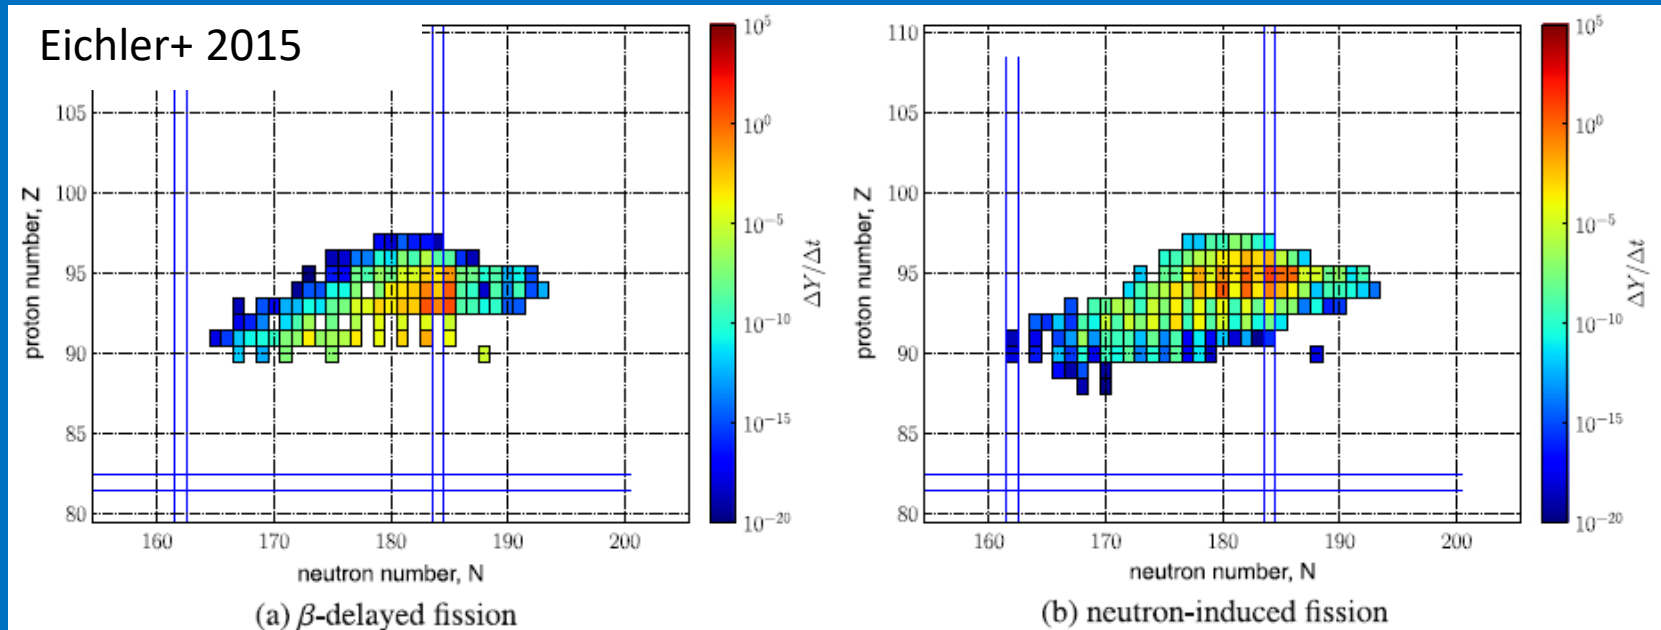 Eichler+ 2015
105
100
95
90
85
80
proton number, Z
160 170 180 190 200
neutron number, N
10^5
10^0
10^-5
10^-10
10^-15
10^-20
ΔY/Δt
(a) β-delayed fission
110
105
100
95
90
85
80
proton number, Z
160 170 180 190 200
neutron number, N
10^5
10^0
10^-5
10^-10
10^-15
10^-20
ΔY/Δt
(b) neutron-induced fission